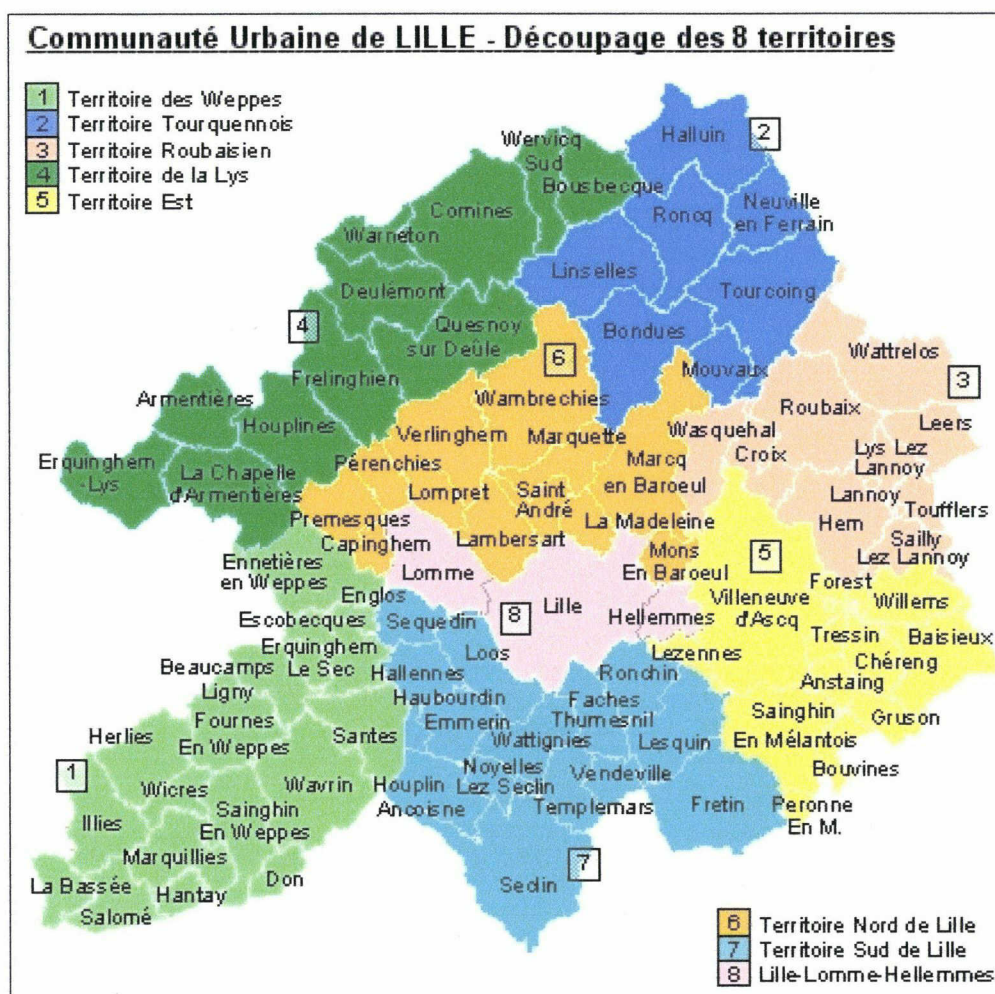 Communauté Urbaine de LILLE - Découpage des 8 territoires
1 Territoire des Weppes
2 Territoire Tourquennois
3 Territoire Roubaisien
4 Territoire de la Lys
5 Territoire Est
Halluin
2
Wervicq
Sud
Bousbecque
Comines
Roncq
Neuville
en Ferrain
Warneton
Linselles
Deulémont
Tourcoing
4
Quesnoy
sur Deûle
Bondues
6
Wattrelos
Frelinghien
Mouvaux
3
Armentières
Wambrechies
Roubaix
Houplines
Verlinghem
Marquette
Wasquehal
Croix
Leers
Erquinghem
-Lys
La Chapelle
d'Armentières
Pérenchies
Marcq
en Baroeul
Lys Lez
Lannoy
Lompret
Saint
André
Lannoy
Toufflers
Premesques
La Madeleine
Hem
Sailly
Lez Lannoy
Capinghem
Lambersart
Mons
En Baroeul
5
Ennetières
en Weppes
Lomme
Forest
Englos
8
Lille
Villeneuve
d'Ascq
Willems
Escobecques
Sequedin
Hellemmes
Tressin
Baisieux
Erquinghem
Le Sec
Loos
Lezennes
Chéreng
Beaucamps
Ligny
Hallennes
Ronchin
Anstaing
Haubourdin
Faches
Thumesnil
Sainghin
En Mélantois
Gruson
Fournes
En Weppes
Emmerin
Herlies
Santes
Wattignies
Lesquin
1
Noyelles
Lez Seclin
Vendeville
Bouvines
Wicres
Wavrin
Houplin
Ancoisne
Sainghin
En Weppes
Templemars
Fretin
Peronne
En M.
Illies
Marquillies
7
La Bassée
Hantay
Don
Seclin
Salomé
6 Territoire Nord de Lille
7 Territoire Sud de Lille
8 Lille-Lomme-Hellemmes